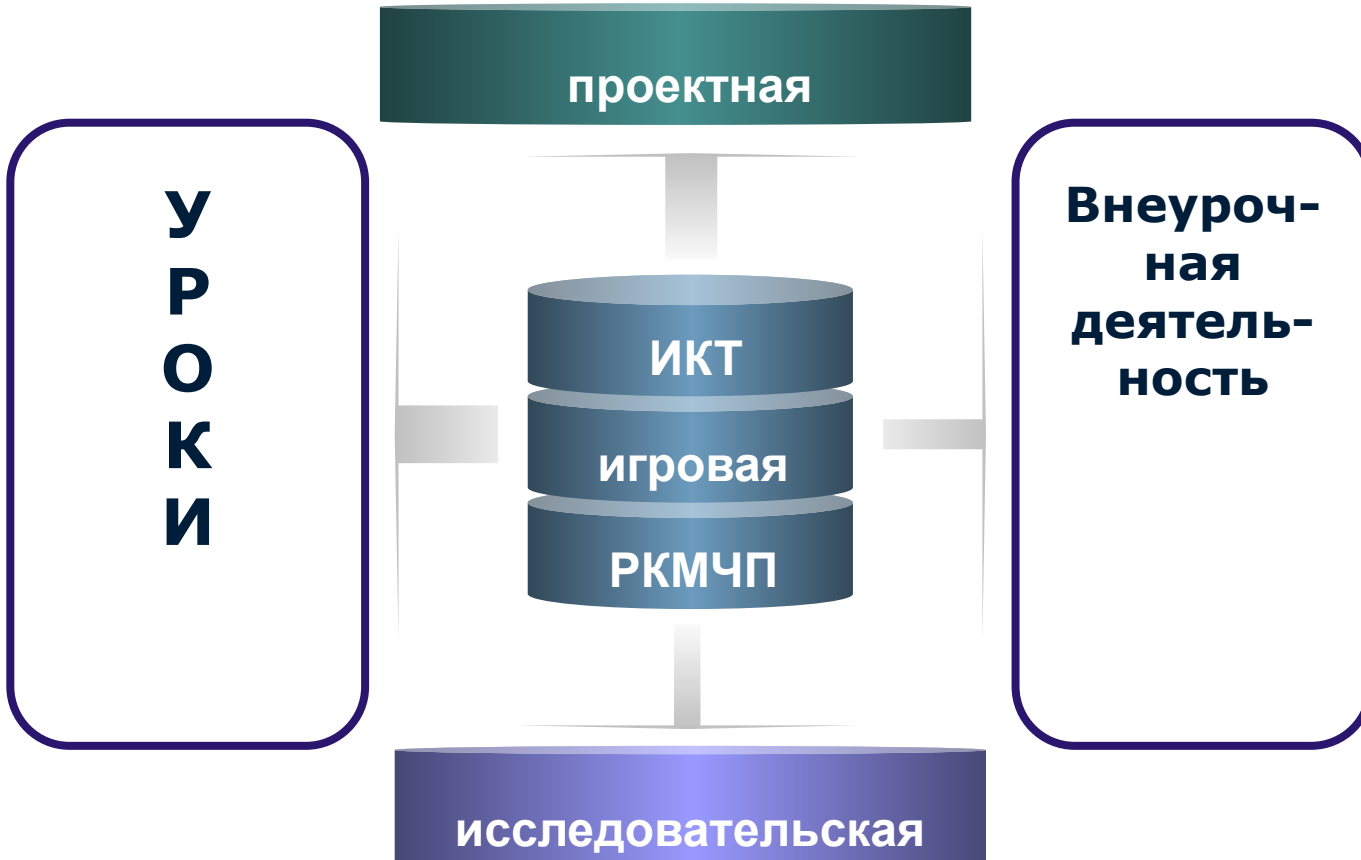 проектная
У
Р
О
К
И
ИКТ
игровая
РКМЧП
Внеуроч-
ная
деятель-
ность
исследовательская